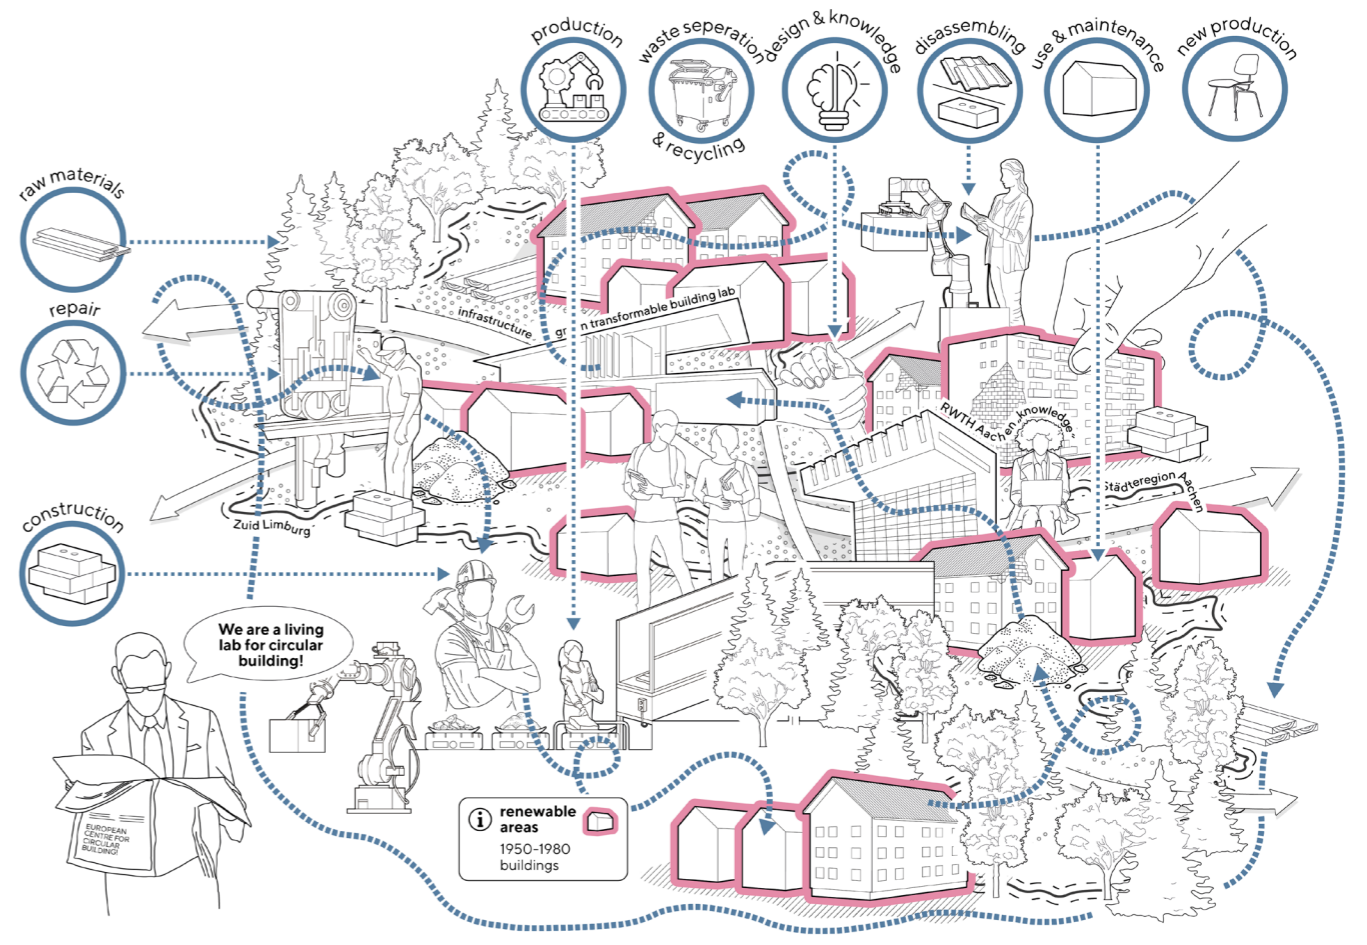 production
waste seperation
& recycling
design & knowledge
disassembling
use & maintenance
new production
raw materials
repair
construction
infrastructure
green transformable building lab
RWTH Aachen „knowledge“
Städteregion Aachen
Zuid Limburg
We are a living
lab for circular
building!
EUROPEAN
CENTRE FOR
CIRCULAR
BUILDING!
i
renewable
areas
1950-1980
buildings